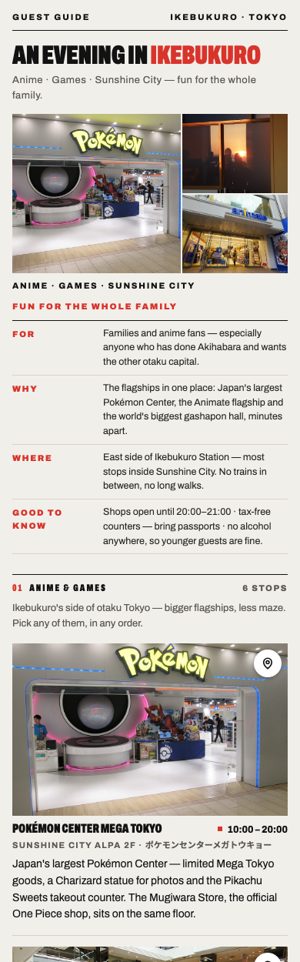 GUEST GUIDE
IKEBUKURO · TOKYO
AN EVENING IN IKEBUKURO
Anime · Games · Sunshine City — fun for the whole
family.
Pokémon
ANIME · GAMES · SUNSHINE CITY
FUN FOR THE WHOLE FAMILY
FOR
Families and anime fans — especially
anyone who has done Akihabara and wants
the other otaku capital.
WHY
The flagships in one place: Japan's largest
Pokémon Center, the Animate flagship and
the world's biggest gashapon hall, minutes
apart.
WHERE
East side of Ikebukuro Station — most
stops inside Sunshine City. No trains in
between, no long walks.
GOOD TO
KNOW
Shops open until 20:00–21:00 · tax-free
counters — bring passports · no alcohol
anywhere, so younger guests are fine.
01 ANIME & GAMES
6 STOPS
Ikebukuro's side of otaku Tokyo — bigger flagships, less maze.
Pick any of them, in any order.
Pokémon
POKÉMON CENTER MEGA TOKYO
10:00 – 20:00
SUNSHINE CITY ALPA 2F · ポケモンセンターメガトウキョー
Japan's largest Pokémon Center — limited Mega Tokyo
goods, a Charizard statue for photos and the Pikachu
Sweets takeout counter. The Mugiwara Store, the official
One Piece shop, sits on the same floor.